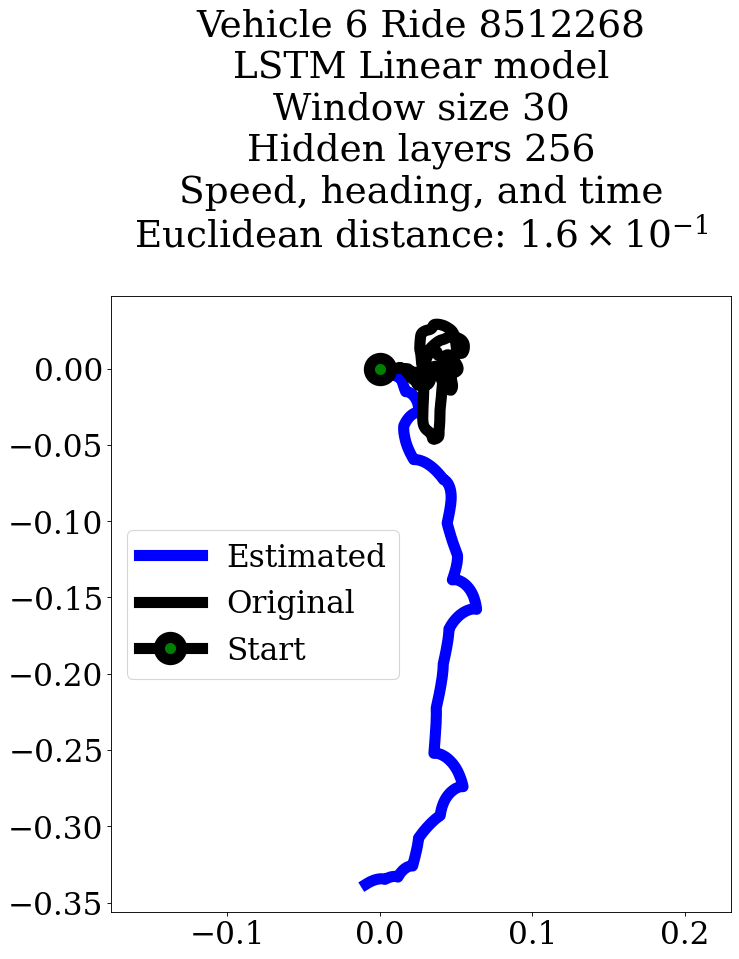 Vehicle 6 Ride 8512268
LSTM Linear model
Window size 30
Hidden layers 256
Speed, heading, and time
Euclidean distance: 1.6 × 10⁻¹
0.00
−0.05
−0.10
−0.15
−0.20
−0.25
−0.30
−0.35
Estimated
Original
Start
−0.1 0.0 0.1 0.2